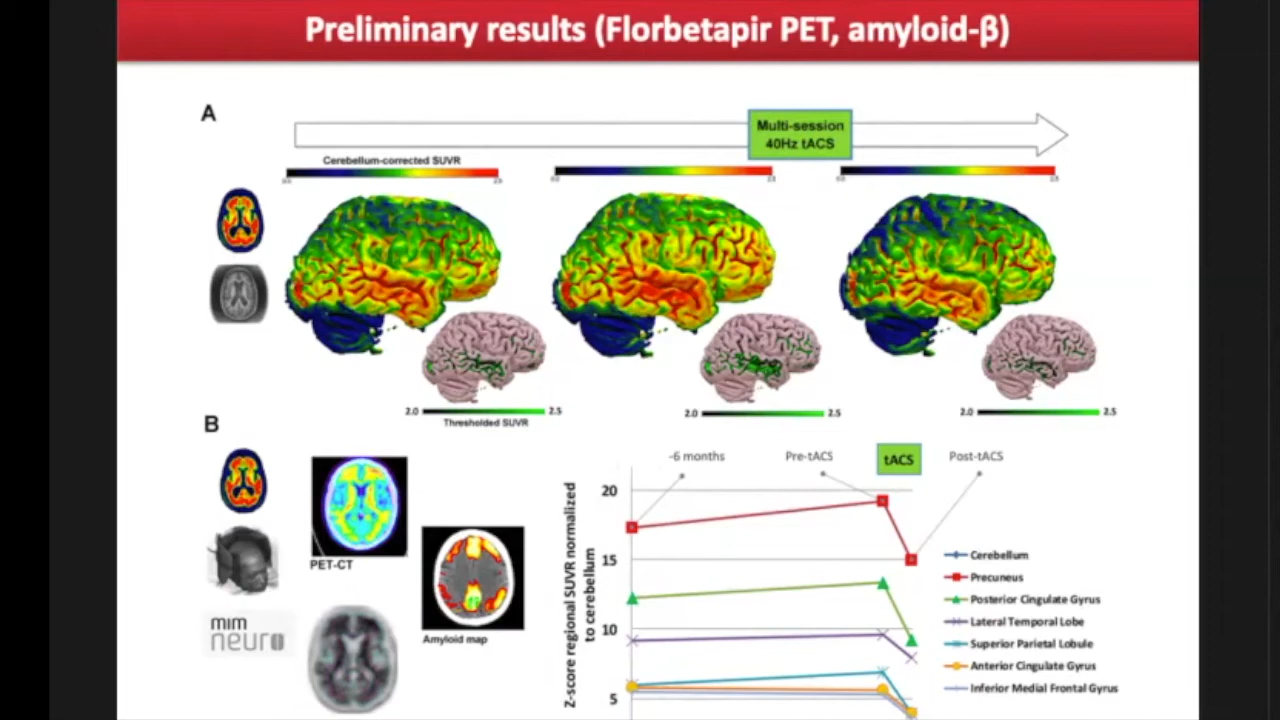 Preliminary results (Florbetapir PET, amyloid-β)
A
Multi-session
40Hz tACS
Cerebellum-corrected SUVR
2.0
2.5
2.0
2.5
2.0
2.5
Thresholded SUVR
B
PET-CT
Amyloid map
mim
neuro
-6 months
Pre-tACS
tACS
Post-tACS
Z-score regional SUVR normalized
to cerebellum
20
15
10
5
Cerebellum
Precuneus
Posterior Cingulate Gyrus
Lateral Temporal Lobe
Superior Parietal Lobule
Anterior Cingulate Gyrus
Inferior Medial Frontal Gyrus